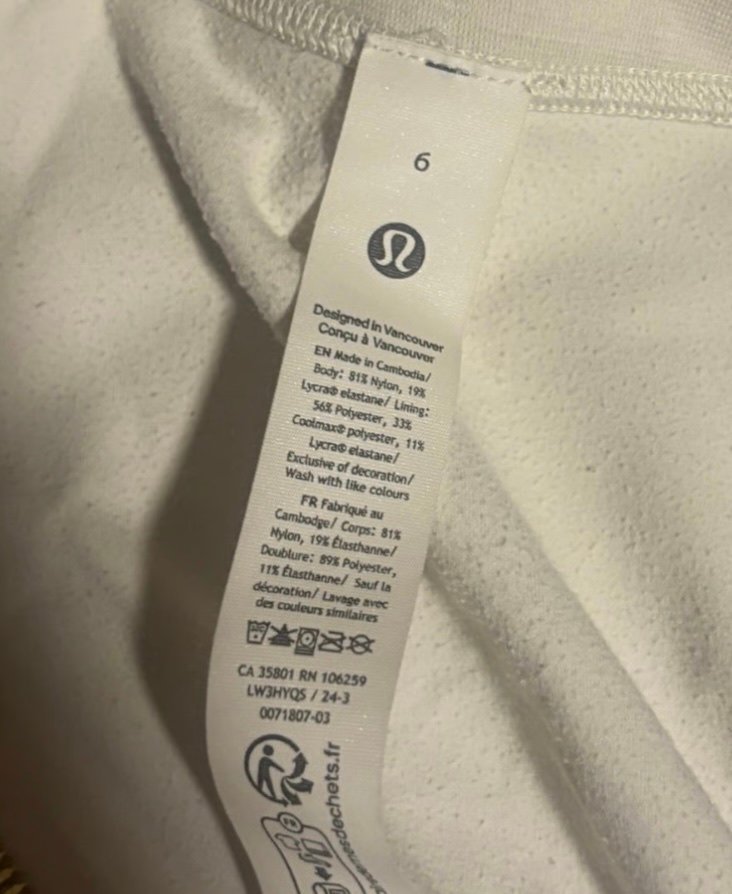 6
Designed in Vancouver
Conçu à Vancouver
EN Made in Cambodia/
Body: 81% Nylon, 19%
Lycra® elastane/ Lining:
56% Polyester, 33%
Coolmax® polyester, 11%
Lycra® elastane/
Exclusive of decoration/
Wash with like colours
FR Fabriqué au
Cambodge/ Corps: 81%
Nylon, 19% Élasthanne/
Doublure: 89% Polyester,
11% Élasthanne/ Sauf la
décoration/ Lavage avec
des couleurs similaires
CA 35801 RN 106259
LW3HYQS / 24-3
0071807-03